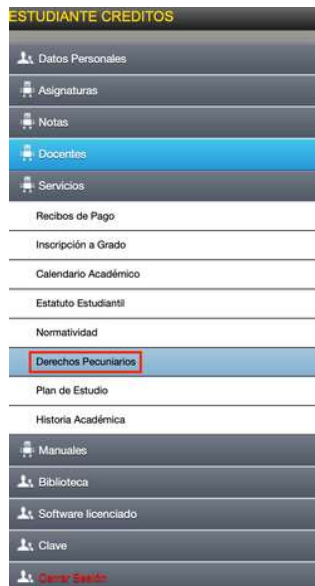 ESTUDIANTE CREDITOS
Datos Personales
Asignaturas
Notas
Docentes
Servicios
Recibos de Pago
Inscripción a Grado
Calendario Académico
Estatuto Estudiantil
Normatividad
Derechos Pecuniarios
Plan de Estudio
Historia Académica
Manuales
Biblioteca
Software licenciado
Clave
Cerrar Sesión